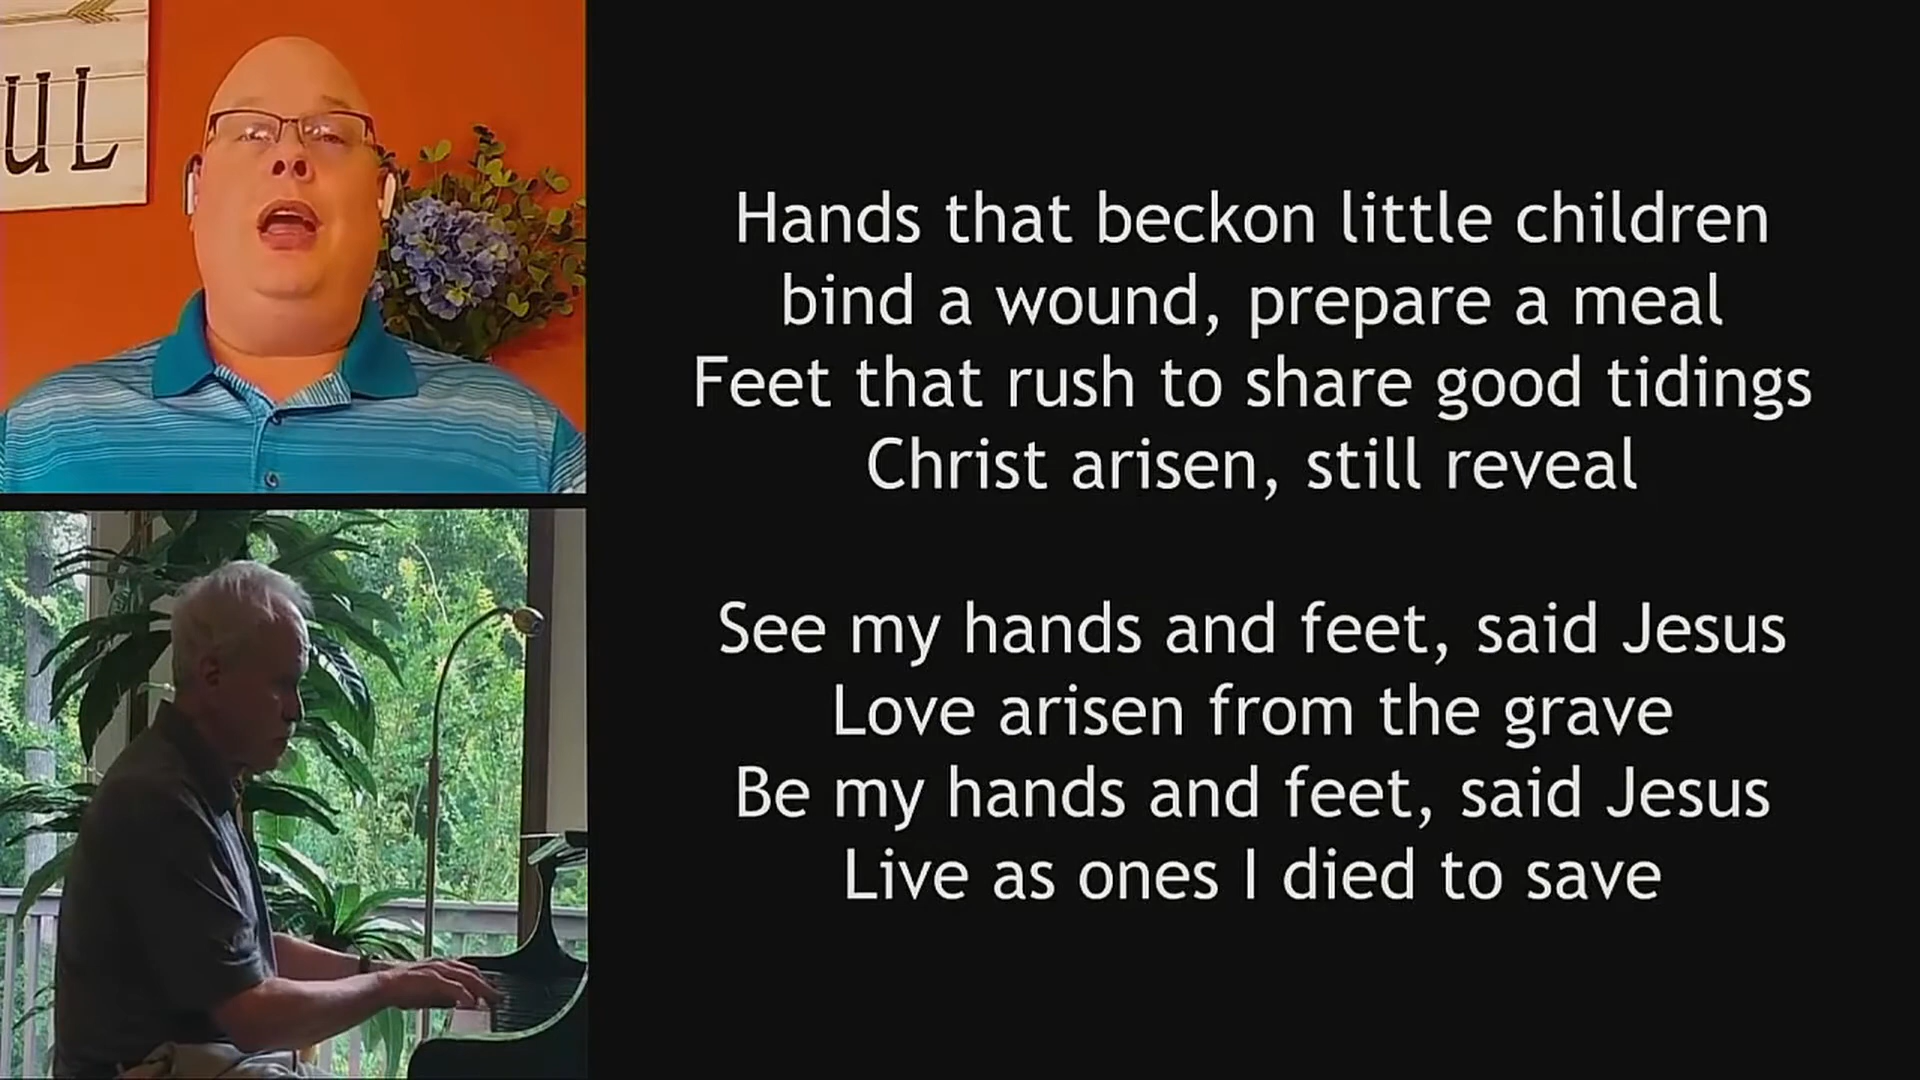 UL
Hands that beckon little children
bind a wound, prepare a meal
Feet that rush to share good tidings
Christ arisen, still reveal
See my hands and feet, said Jesus
Love arisen from the grave
Be my hands and feet, said Jesus
Live as ones I died to save